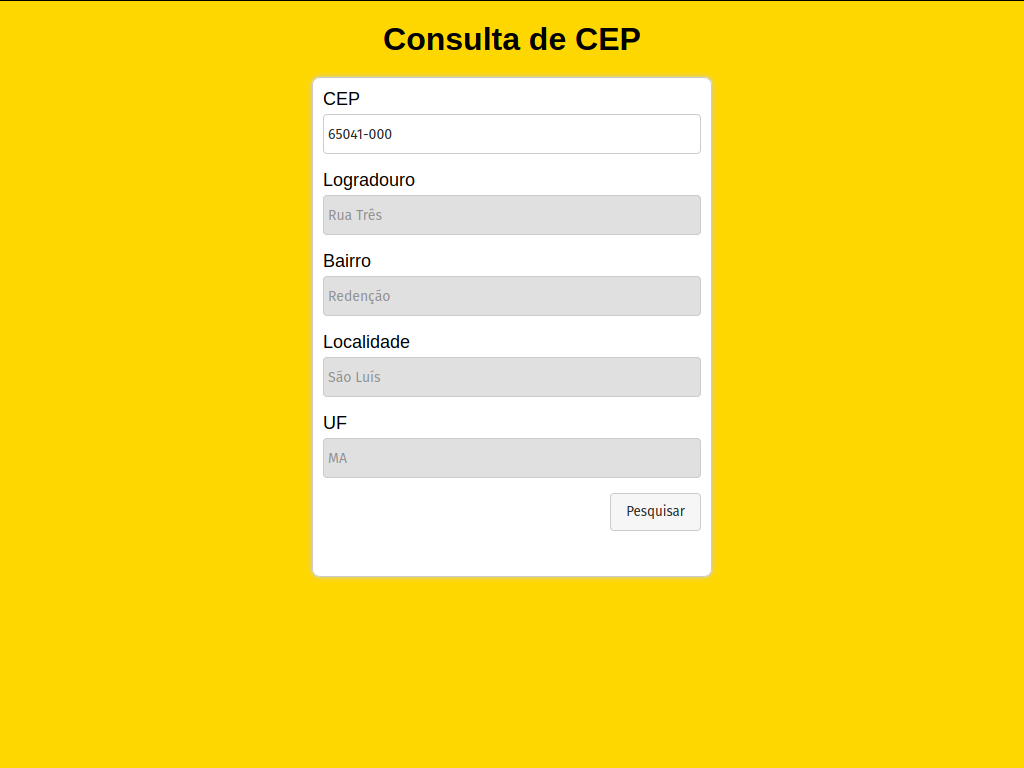 Consulta de CEP
CEP
65041-000
Logradouro
Rua Três
Bairro
Redenção
Localidade
São Luís
UF
MA
Pesquisar